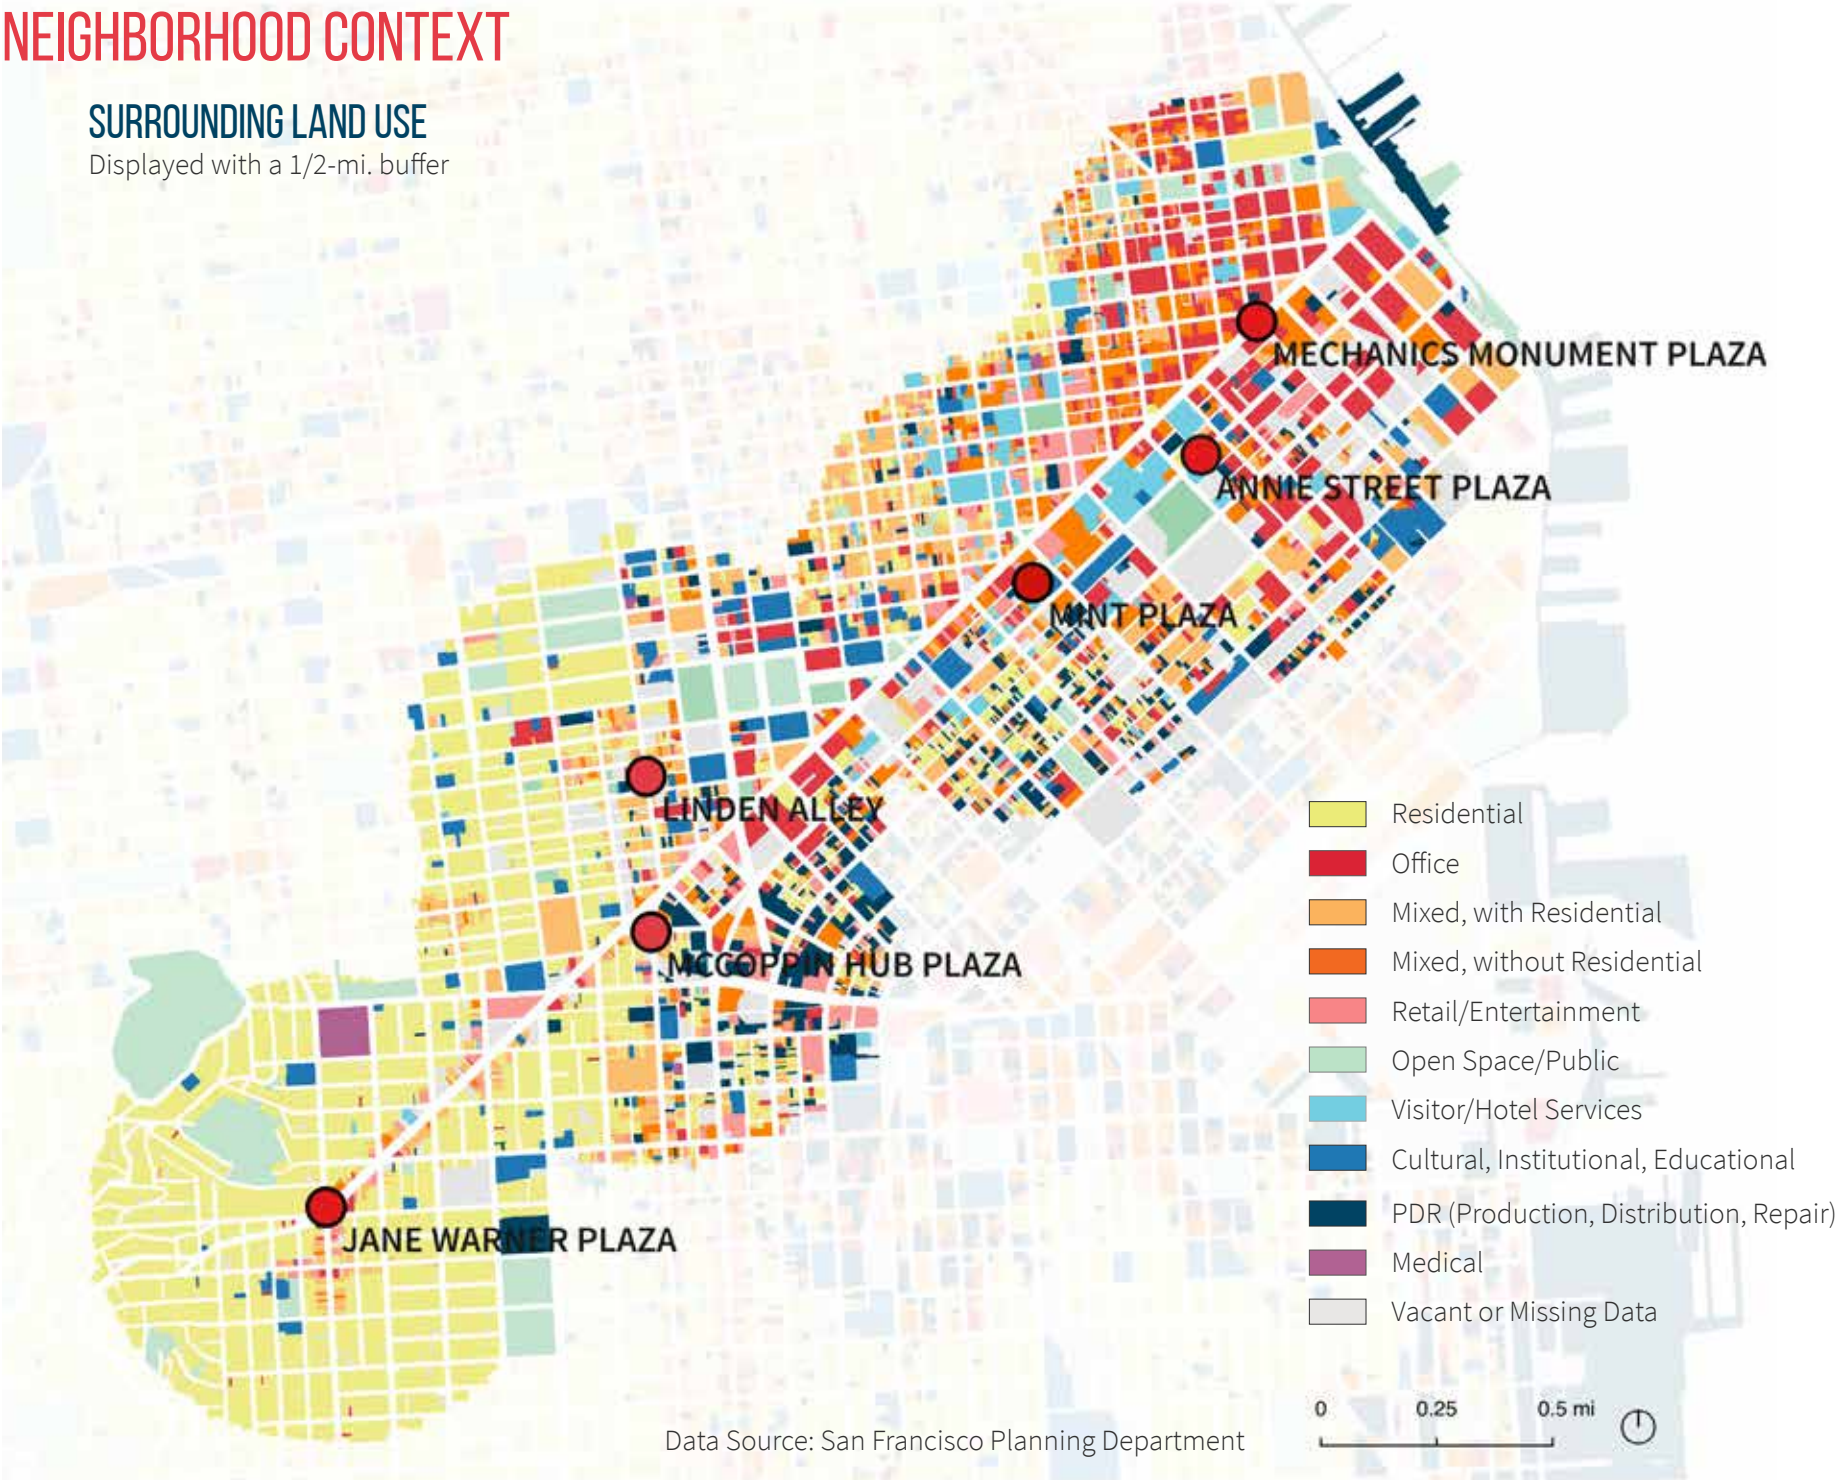 NEIGHBORHOOD CONTEXT
SURROUNDING LAND USE
Displayed with a 1/2-mi. buffer
MECHANICS MONUMENT PLAZA
ANNIE STREET PLAZA
MINT PLAZA
LINDEN ALLEY
MCCOPPIN HUB PLAZA
JANE WARNER PLAZA
Residential
Office
Mixed, with Residential
Mixed, without Residential
Retail/Entertainment
Open Space/Public
Visitor/Hotel Services
Cultural, Institutional, Educational
PDR (Production, Distribution, Repair)
Medical
Vacant or Missing Data
0 0.25 0.5 mi
Data Source: San Francisco Planning Department